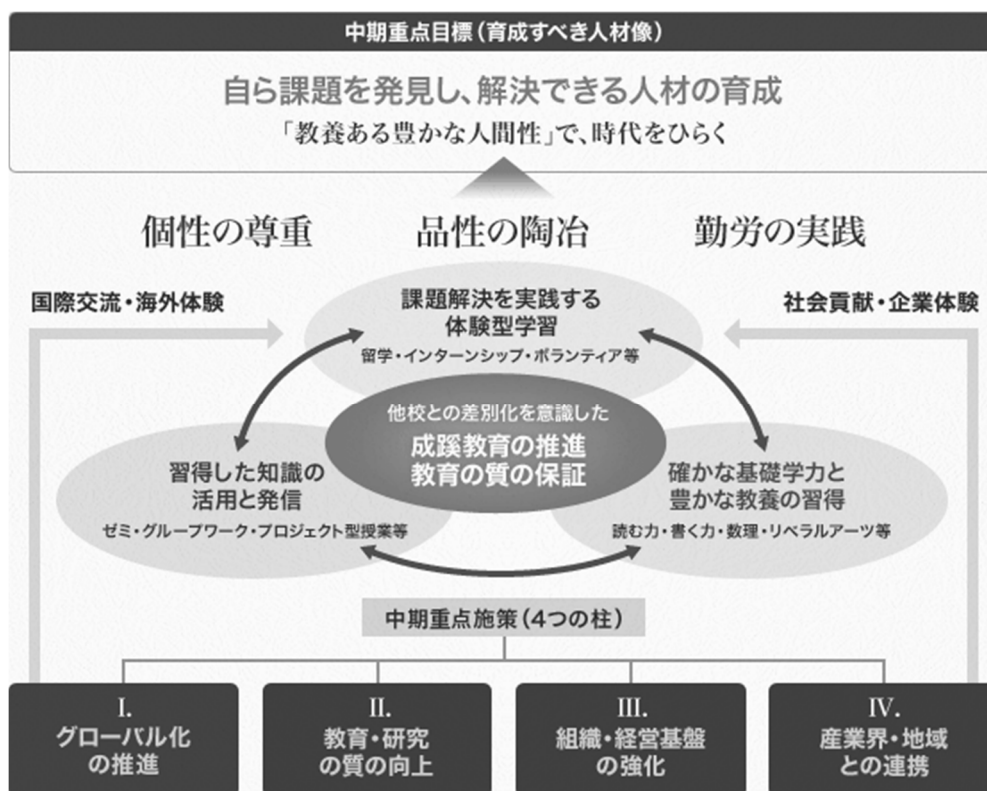 中期重点目標(育成すべき人材像)
自ら課題を発見し、解決できる人材の育成
「教養ある豊かな人間性」で、時代をひらく
個性の尊重
品性の陶冶
勤労の実践
国際交流・海外体験
社会貢献・企業体験
課題解決を実践する
体験型学習
留学・インターンシップ・ボランティア等
他校との差別化を意識した
成蹊教育の推進
教育の質の保証
習得した知識の
活用と発信
ゼミ・グループワーク・プロジェクト型授業等
確かな基礎学力と
豊かな教養の習得
読む力・書く力・数理・リベラルアーツ等
中期重点施策(4つの柱)
I.
グローバル化
の推進
II.
教育・研究
の質の向上
III.
組織・経営基盤
の強化
IV.
産業界・地域
との連携